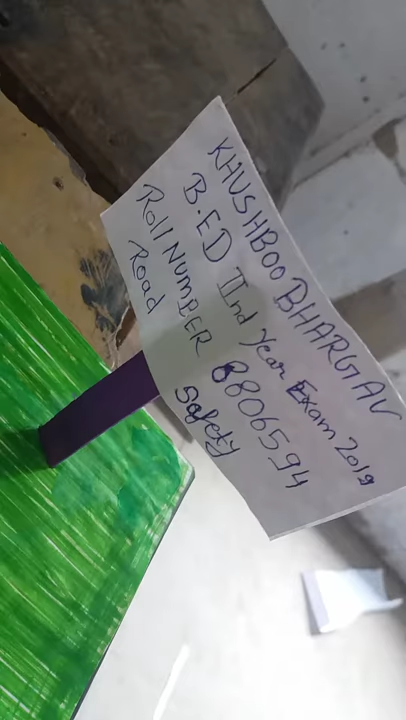 KHUSHBOO BHARGAV
B.ED IInd Year Exam 2019
Roll NUMBER 8806594
Road Safety